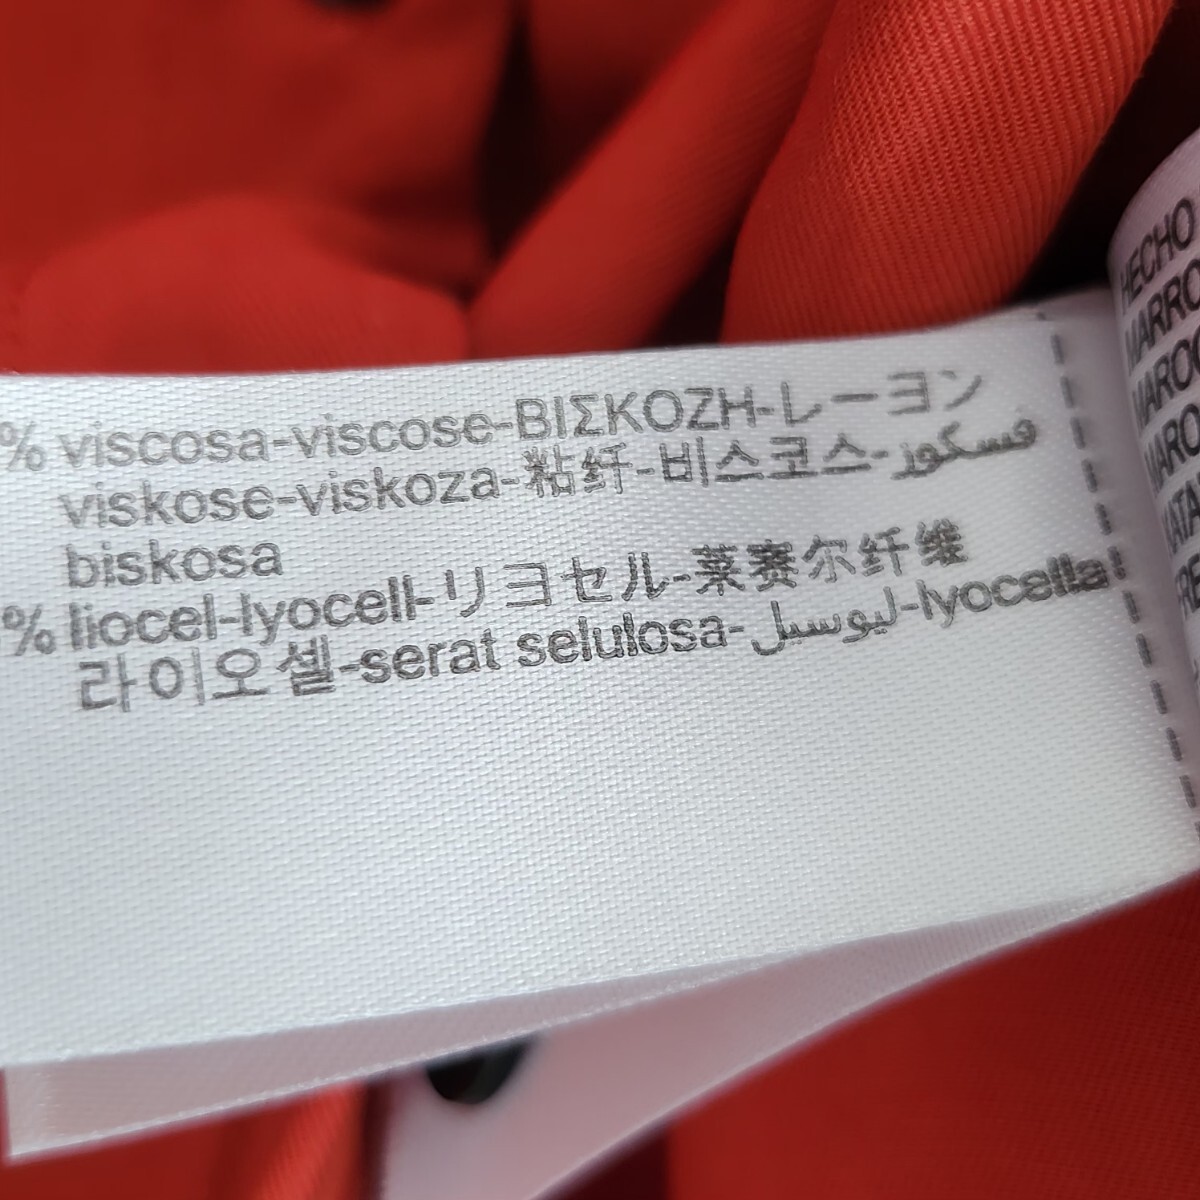 % viscosa-viscose-ΒΙΣΚΟΖΗ-レーヨン
viskose-viskoza-粘纤-비스코스-فسكوز
biskosa
% liocel-lyocell-リヨセル-莱赛尔纤维
라이오셀-serat selulosa-ليوسيل-lyocella
HECHO
MARRO
MAROC
MARO